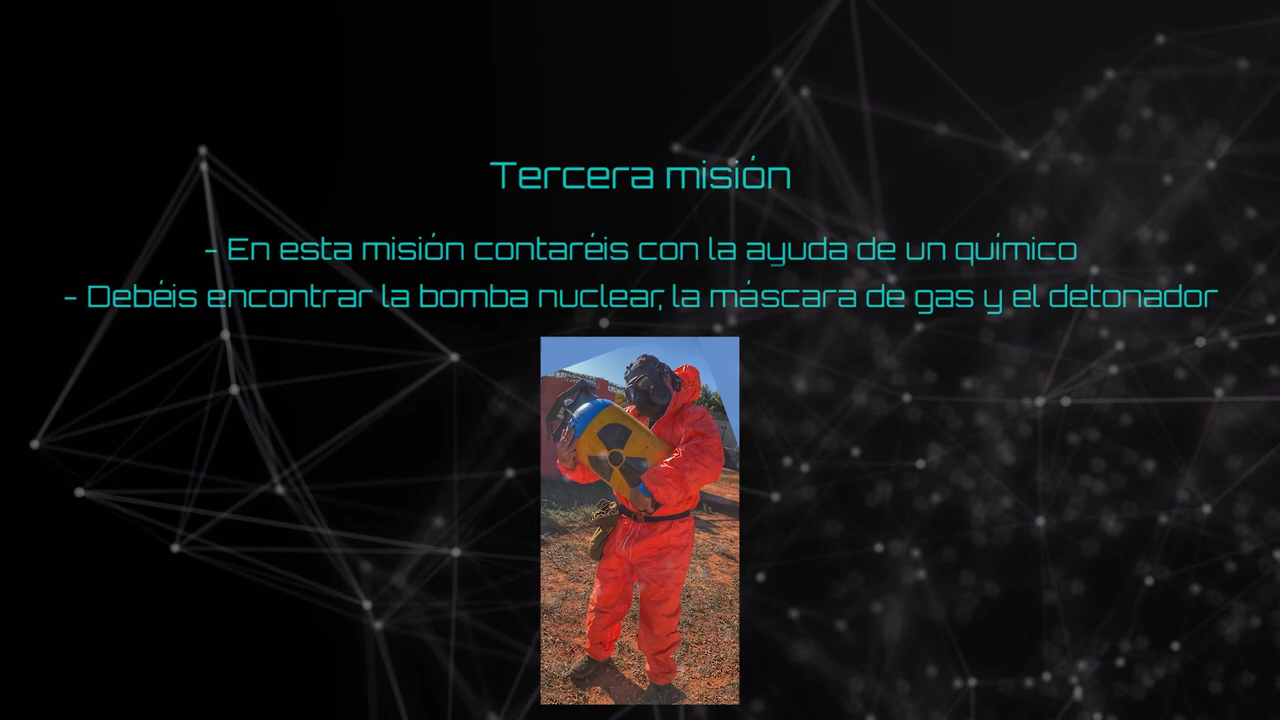 Tercera misión
- En esta misión contaréis con la ayuda de un químico
- Debéis encontrar la bomba nuclear, la máscara de gas y el detonador